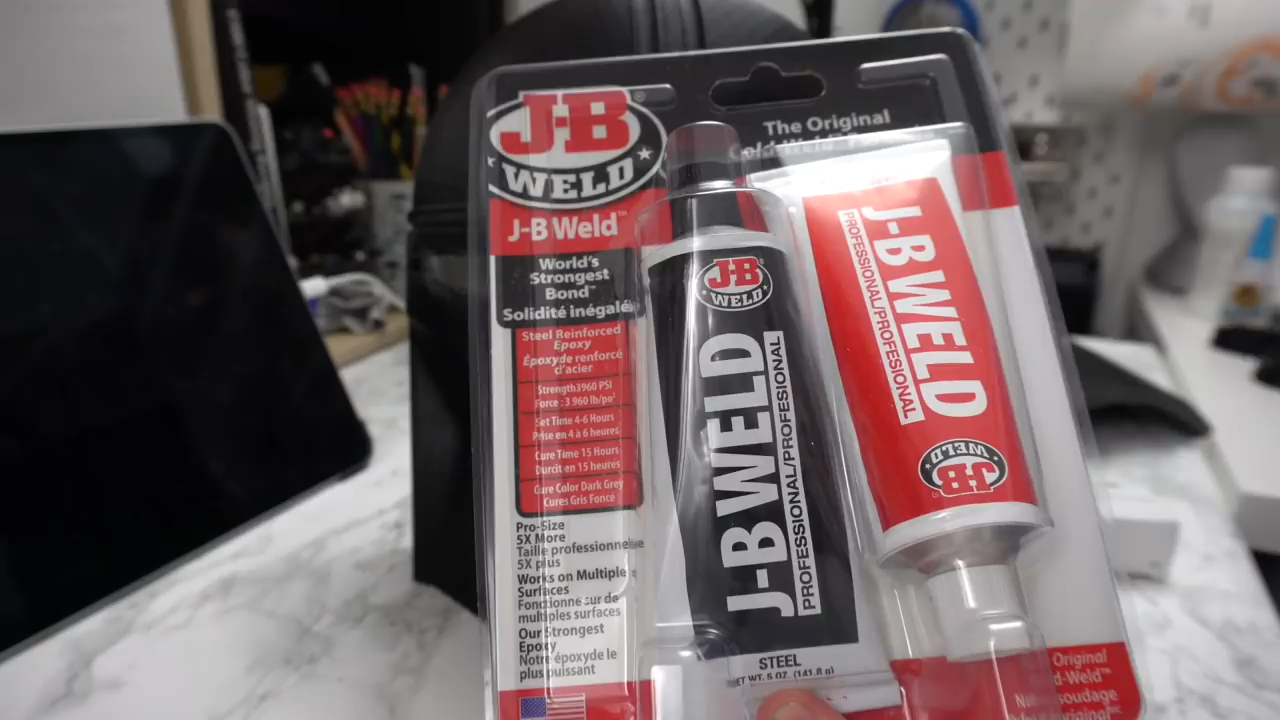 J-B
WELD
The Original
Cold-Weld™
J-B Weld™
World's
Strongest
Bond™
Solidité inégalée
Steel Reinforced
Epoxy
Époxyde renforcé
d'acier
Strength 3960 PSI
Force : 3 960 lb/po²
Set Time 4-6 Hours
Prise en 4 à 6 heures
Cure Time 15 Hours
Durcit en 15 heures
Cure Color Dark Grey
Cures Gris Foncé
Pro-Size
5X More
Taille professionnelle
5X plus
Works on Multiple
Surfaces
Fonctionne sur de
multiples surfaces
Our Strongest
Epoxy
Notre époxyde le
plus puissant
J-B
WELD
J-B WELD
PROFESSIONAL/PROFESIONAL
STEEL
NET WT. 5 OZ. (141.8 g)
J-B WELD
PROFESSIONAL/PROFESIONAL
J-B
WELD
Original
d-Weld™
soudage